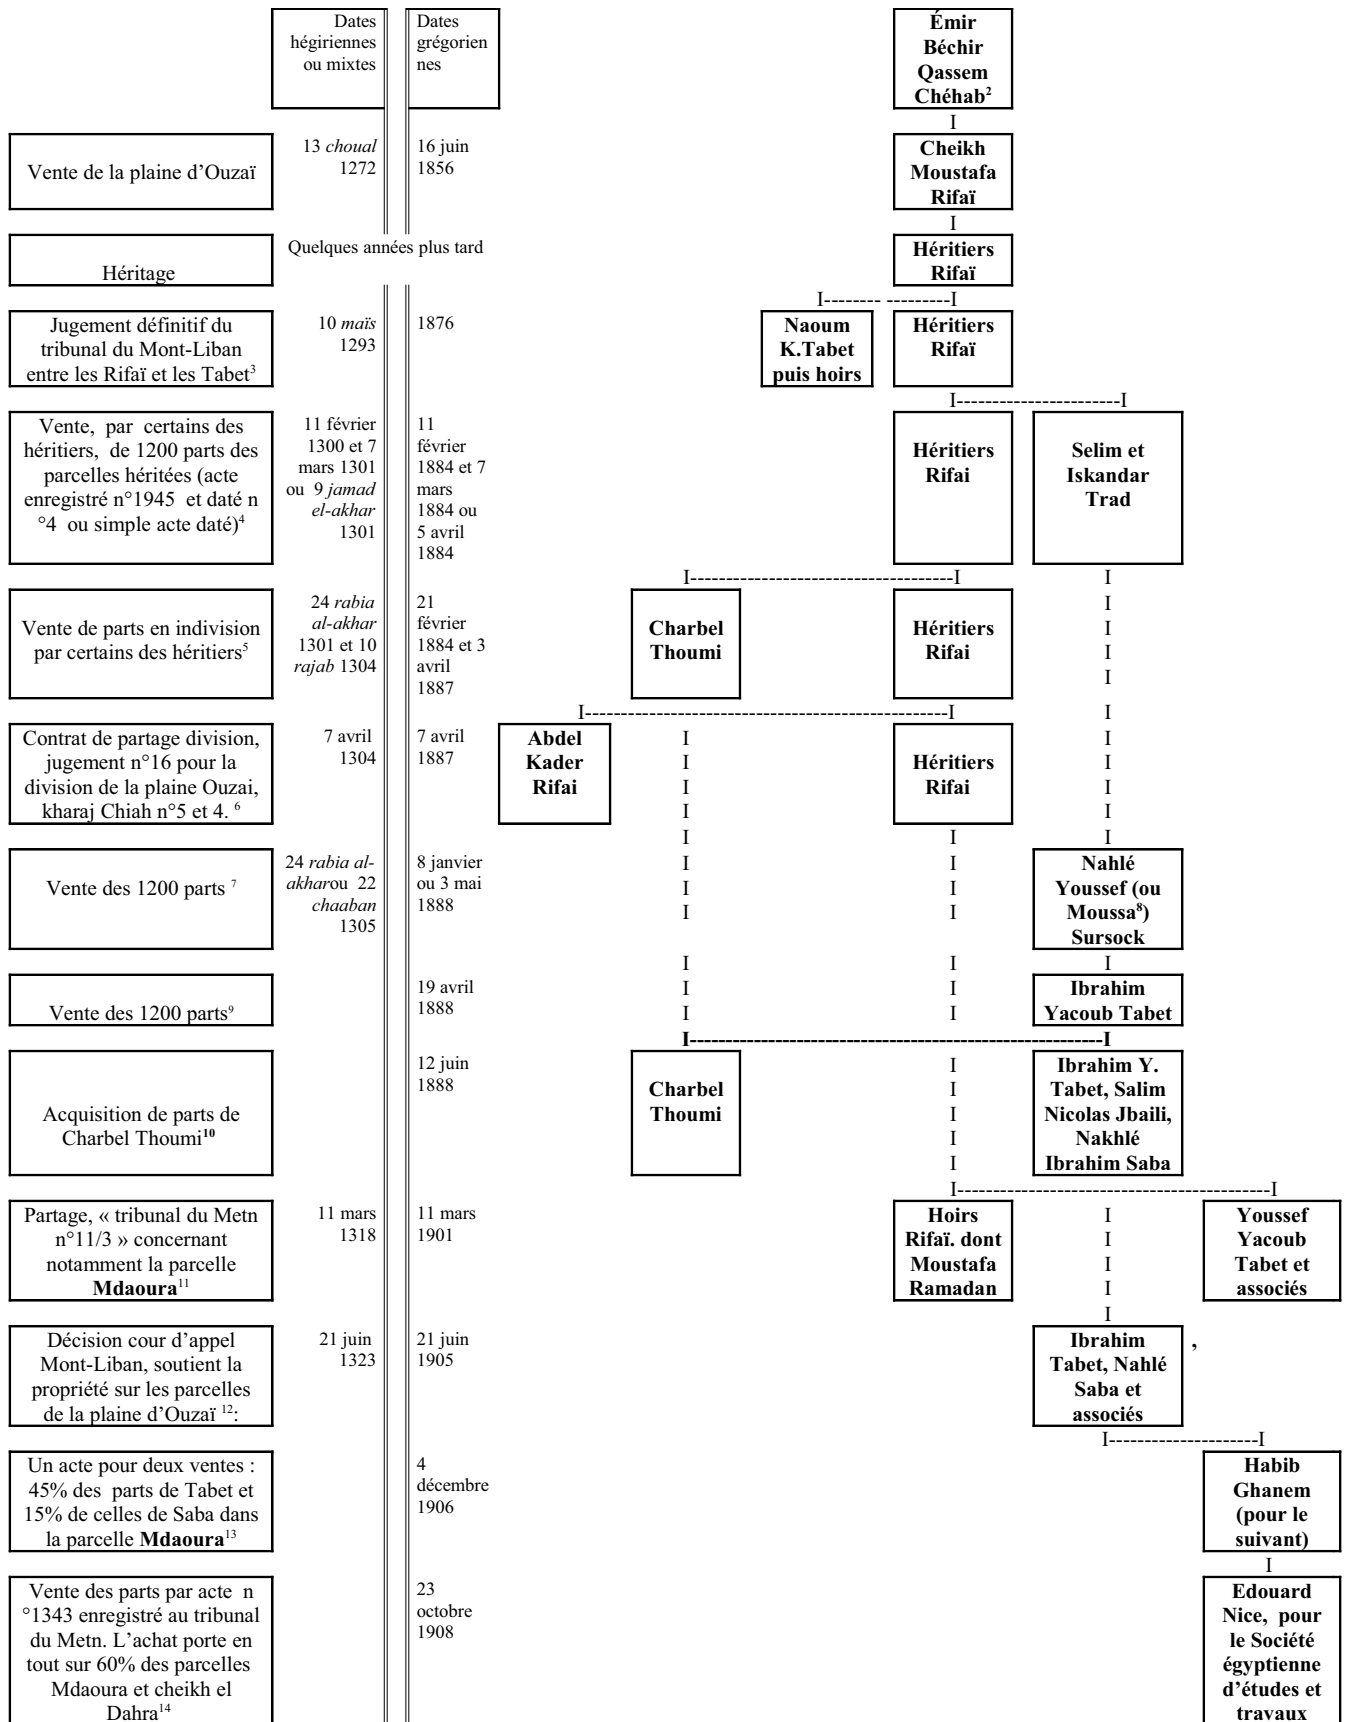 Dates
hégiriennes
ou mixtes
Dates
grégorien
nes
Émir
Béchir
Qassem
Chéhab²
I
Vente de la plaine d’Ouzaï
13 choual
1272
16 juin
1856
Cheikh
Moustafa
Rifaï
I
Héritage
Quelques années plus tard
Héritiers
Rifaï
I-------- ---------I
Jugement définitif du
tribunal du Mont-Liban
entre les Rifaï et les Tabet³
10 maïs
1293
1876
Naoum
K.Tabet
puis hoirs
Héritiers
Rifaï
I-----------------------I
Vente, par certains des
héritiers, de 1200 parts des
parcelles héritées (acte
enregistré n°1945 et daté n
°4 ou simple acte daté)⁴
11 février
1300 et 7
mars 1301
ou 9 jamad
el-akhar
1301
11
février
1884 et 7
mars
1884 ou
5 avril
1884
Héritiers
Rifai
Selim et
Iskandar
Trad
I-------------------------------------I
I
Vente de parts en indivision
par certains des héritiers⁵
24 rabia
al-akhar
1301 et 10
rajab 1304
21
février
1884 et 3
avril
1887
Charbel
Thoumi
Héritiers
Rifai
I
I
I
I
I--------------------------------------------------I
I
Contrat de partage division,
jugement n°16 pour la
division de la plaine Ouzai,
kharaj Chiah n°5 et 4. ⁶
7 avril
1304
7 avril
1887
Abdel
Kader
Rifai
I
I
I
I
Héritiers
Rifai
I
I
I
I
I
I
I
Vente des 1200 parts ⁷
24 rabia al-
akharou 22
chaaban
1305
8 janvier
ou 3 mai
1888
I
I
I
I
I
I
Nahlé
Youssef (ou
Moussa⁸)
Sursock
I
I
I
Vente des 1200 parts⁹
19 avril
1888
I
I
I
I
Ibrahim
Yacoub Tabet
I----------------------------------------------------------I
Acquisition de parts de
Charbel Thoumi¹⁰
12 juin
1888
Charbel
Thoumi
I
I
I
I
I
Ibrahim Y.
Tabet, Salim
Nicolas Jbaili,
Nakhlé
Ibrahim Saba
I--------------------------------------------I
Partage, « tribunal du Metn
n°11/3 » concernant
notamment la parcelle
Mdaoura¹¹
11 mars
1318
11 mars
1901
Hoirs
Rifaï. dont
Moustafa
Ramadan
I
I
I
I
Youssef
Yacoub
Tabet et
associés
I
Décision cour d’appel
Mont-Liban, soutient la
propriété sur les parcelles
de la plaine d’Ouzaï ¹²:
21 juin
1323
21 juin
1905
Ibrahim
Tabet, Nahlé
Saba et
associés
,
I---------------------I
Un acte pour deux ventes :
45% des parts de Tabet et
15% de celles de Saba dans
la parcelle Mdaoura¹³
4
décembre
1906
Habib
Ghanem
(pour le
suivant)
I
Vente des parts par acte n
°1343 enregistré au tribunal
du Metn. L’achat porte en
tout sur 60% des parcelles
Mdaoura et cheikh el
Dahra¹⁴
23
octobre
1908
Edouard
Nice, pour
le Société
égyptienne
d’études et
travaux